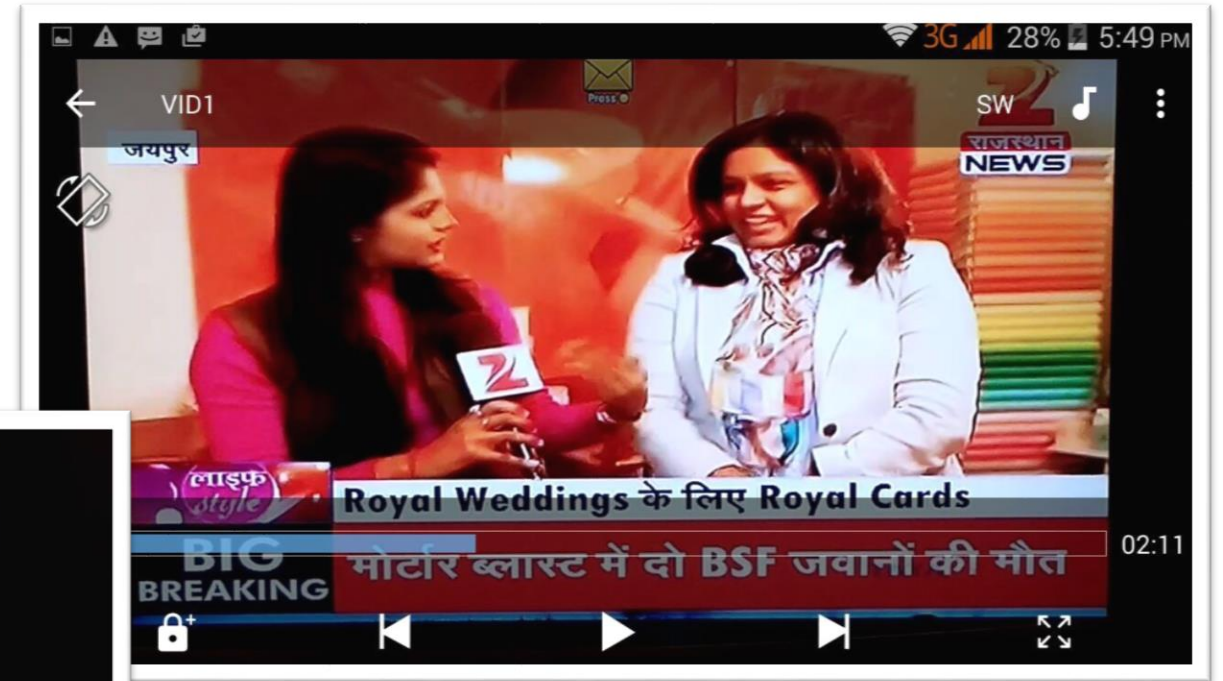 3G 28% 5:49 PM
VID1 SW
Press
जयपुर
Z
राजस्थान
NEWS
Z
लाइफ
style
Royal Weddings के लिए Royal Cards
02:11
BIG
BREAKING
मोर्टार ब्लास्ट में दो BSF जवानों की मौत